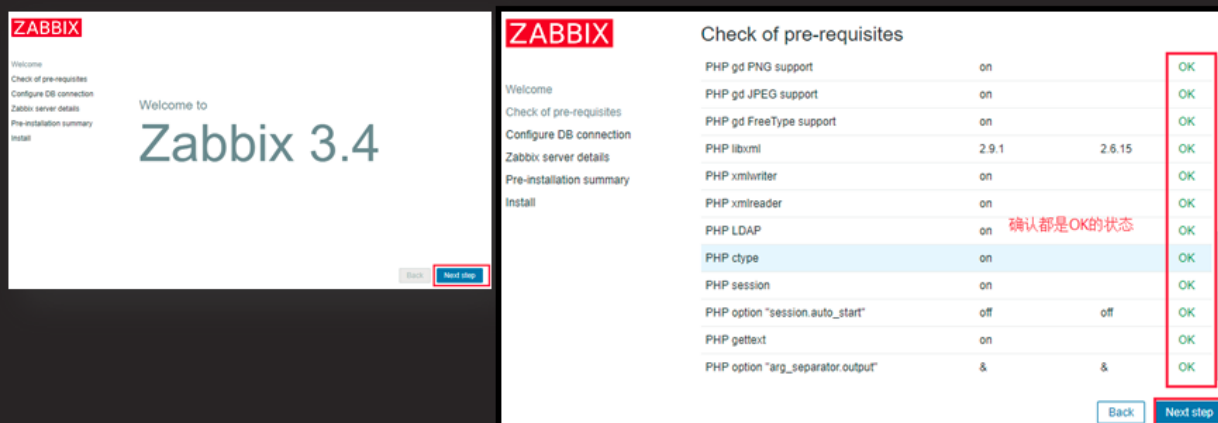 ZABBIX
Welcome
Check of pre-requisites
Configure DB connection
Zabbix server details
Pre-installation summary
Install
Welcome to
Zabbix 3.4
Back
Next step
ZABBIX
Welcome
Check of pre-requisites
Configure DB connection
Zabbix server details
Pre-installation summary
Install
Check of pre-requisites
PHP gd PNG support on OK
PHP gd JPEG support on OK
PHP gd FreeType support on OK
PHP libxml 2.9.1 2.6.15 OK
PHP xmlwriter on OK
PHP xmlreader on OK
PHP LDAP on OK
确认都是OK的状态
PHP ctype on OK
PHP session on OK
PHP option "session.auto_start" off off OK
PHP gettext on OK
PHP option "arg_separator.output" & & OK
Back
Next step